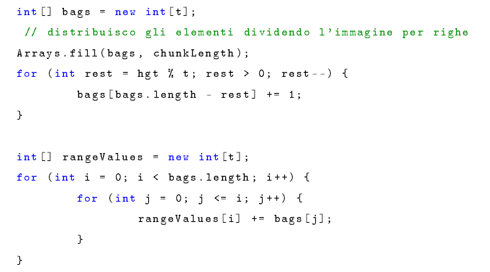 int[] bags = new int[t];
// distribuisco gli elementi dividendo l'immagine per righe
Arrays.fill(bags, chunkLength);
for (int rest = hgt % t; rest > 0; rest--) {
bags[bags.length - rest] += 1;
}
int[] rangeValues = new int[t];
for (int i = 0; i < bags.length; i++) {
for (int j = 0; j <= i; j++) {
rangeValues[i] += bags[j];
}
}